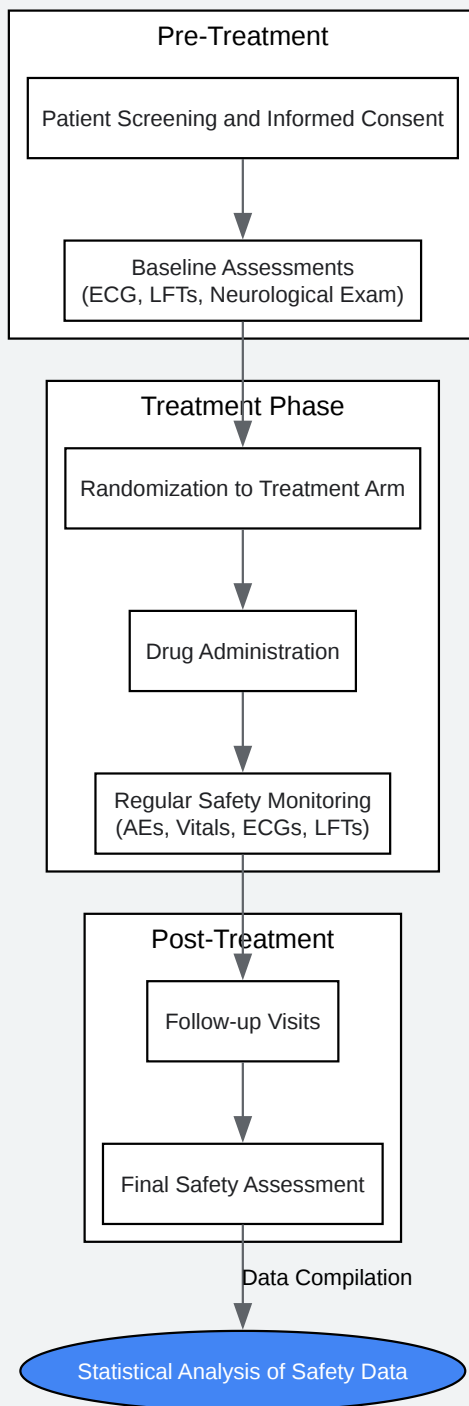 Pre-Treatment
Patient Screening and Informed Consent
Baseline Assessments
(ECG, LFTs, Neurological Exam)
Treatment Phase
Randomization to Treatment Arm
Drug Administration
Regular Safety Monitoring
(AEs, Vitals, ECGs, LFTs)
Post-Treatment
Follow-up Visits
Final Safety Assessment
Data Compilation
Statistical Analysis of Safety Data